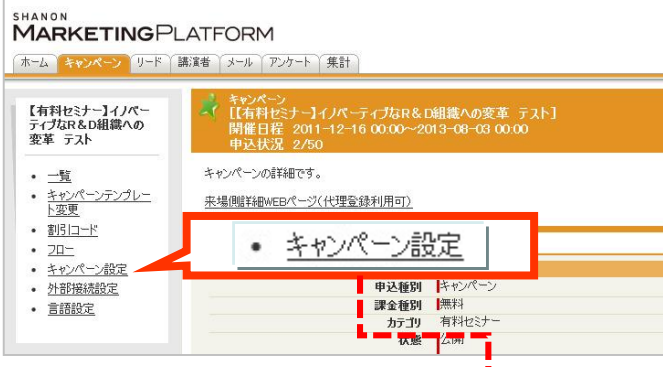 SHANON
MARKETINGPLATFORM
ホーム キャンペーン リード 講演者 メール アンケート 集計
【有料セミナー】イノベー
ティブなR&D組織への
変革 テスト
・ 一覧
・ キャンペーンテンプレー
ト変更
・ 割引コード
・ フロー
・ キャンペーン設定
・ 外部接続設定
・ 言語設定
キャンペーン
[【有料セミナー】イノベーティブなR&D組織への変革 テスト]
開催日程 2011-12-16 00:00~2013-08-03 00:00
申込状況 2/50
キャンペーンの詳細です。
来場側詳細WEBページ(代理登録利用可)
・ キャンペーン設定
申込種別 キャンペーン
課金種別 無料
カテゴリ 有料セミナー
状態 公開